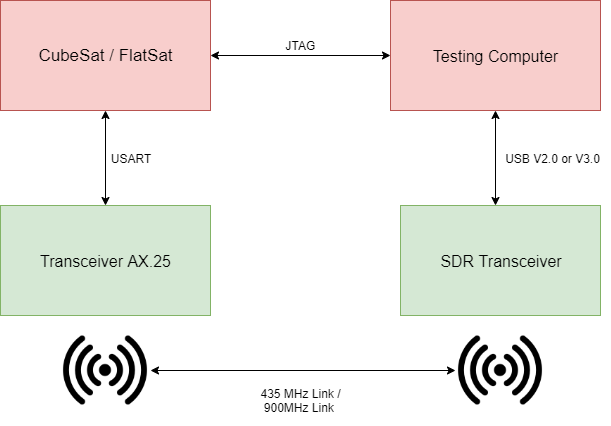 CubeSat / FlatSat
JTAG
Testing Computer
USART
USB V2.0 or V3.0
Transceiver AX.25
SDR Transceiver
435 MHz Link /
900MHz Link